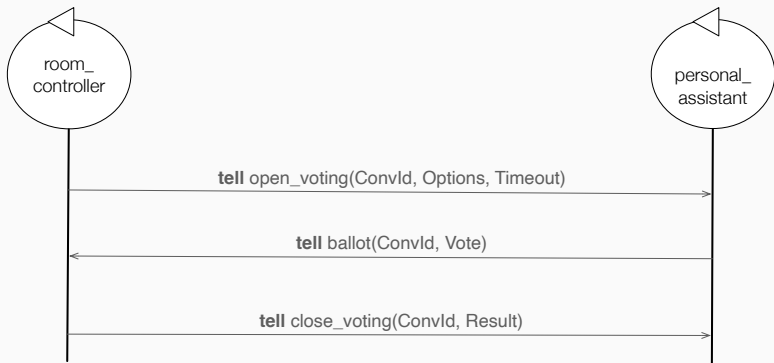 room_
controller
personal_
assistant
tell open_voting(ConvId, Options, Timeout)
tell ballot(ConvId, Vote)
tell close_voting(ConvId, Result)